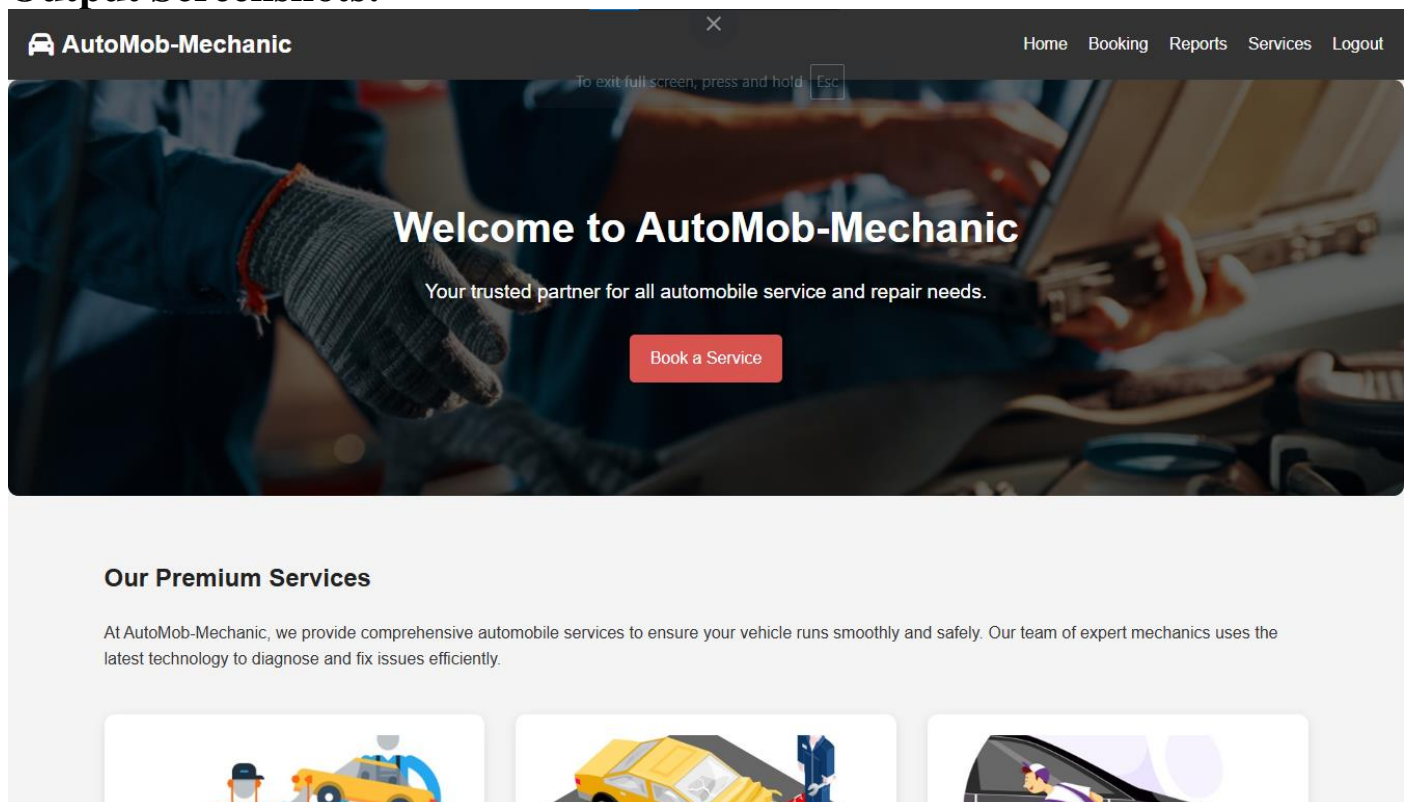 Output Screenshots:
AutoMob-Mechanic
Home Booking Reports Services Logout
To exit full screen, press and hold Esc
Welcome to AutoMob-Mechanic
Your trusted partner for all automobile service and repair needs.
Book a Service
Our Premium Services
At AutoMob-Mechanic, we provide comprehensive automobile services to ensure your vehicle runs smoothly and safely. Our team of expert mechanics uses the
latest technology to diagnose and fix issues efficiently.